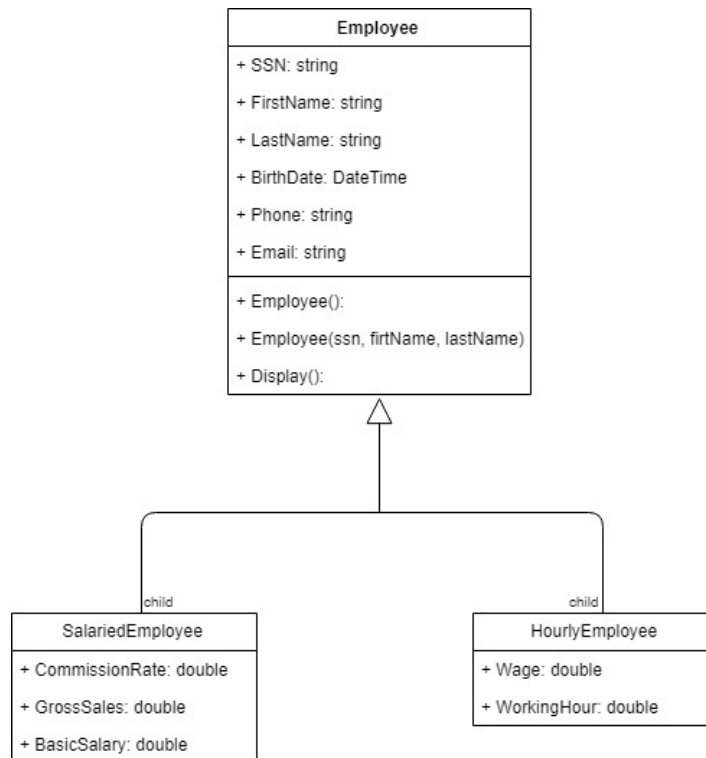 Employee
+ SSN: string
+ FirstName: string
+ LastName: string
+ BirthDate: DateTime
+ Phone: string
+ Email: string
+ Employee():
+ Employee(ssn, firtName, lastName)
+ Display():
child
child
SalariedEmployee
+ CommissionRate: double
+ GrossSales: double
+ BasicSalary: double
HourlyEmployee
+ Wage: double
+ WorkingHour: double